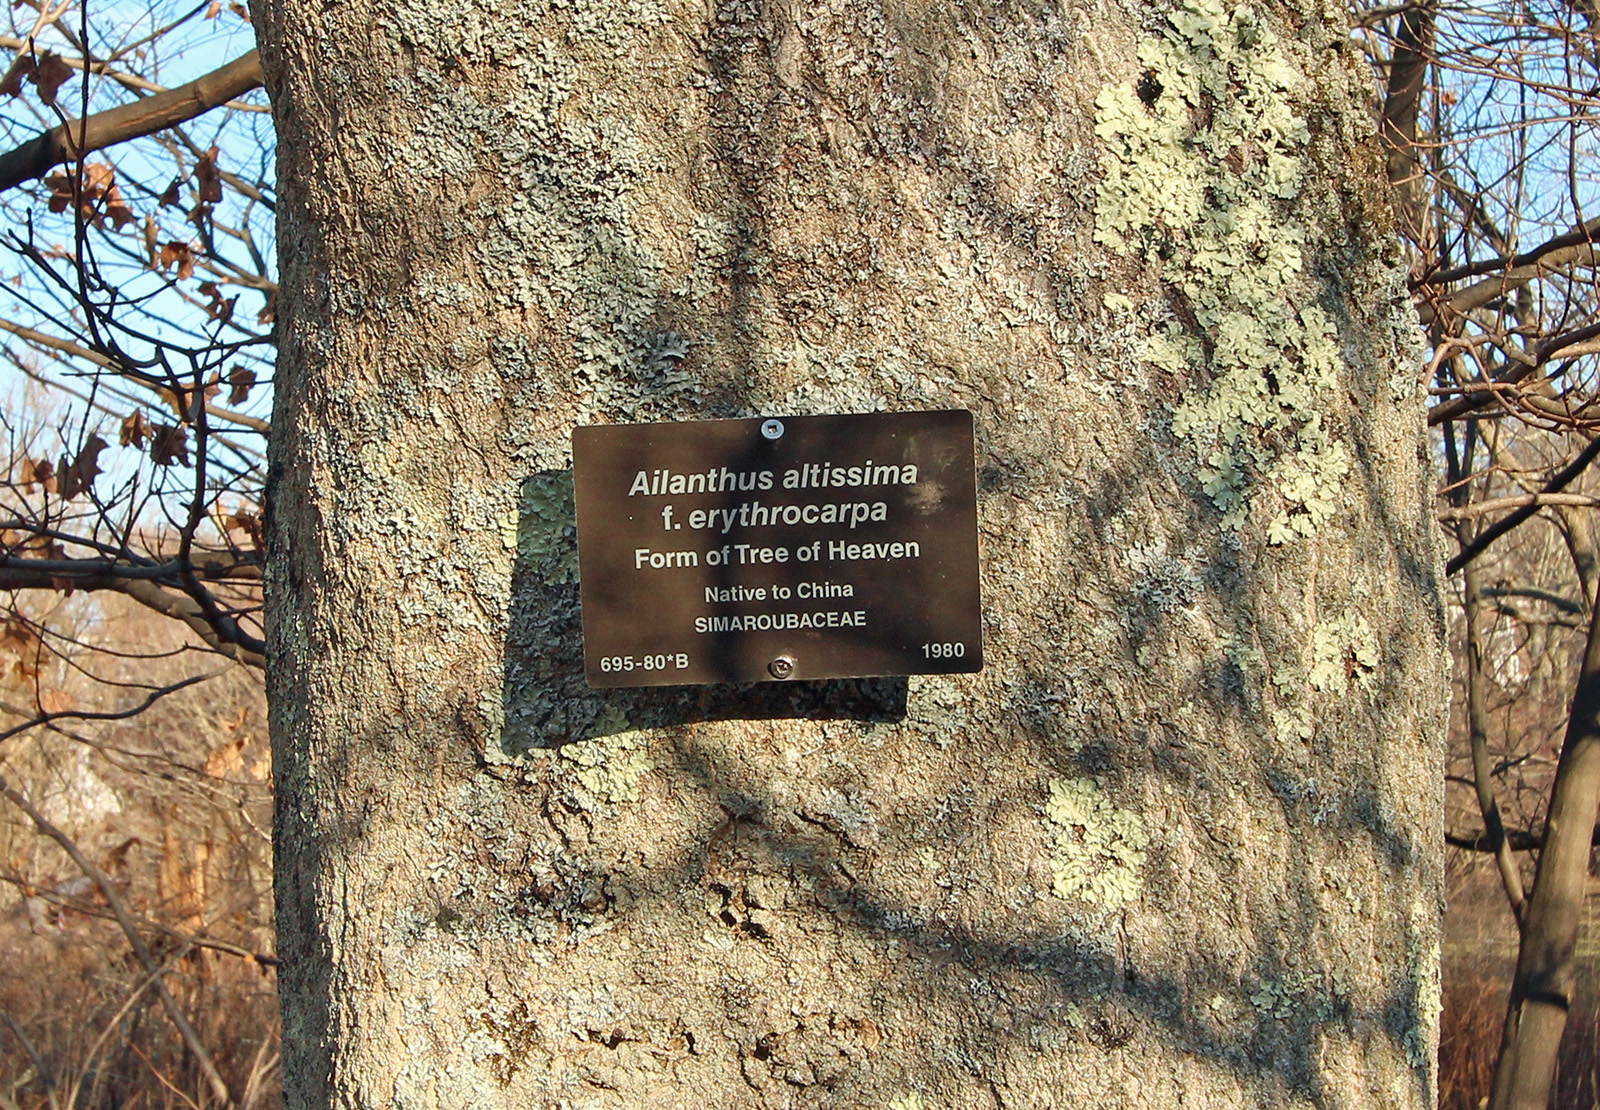 Ailanthus altissima
f. erythrocarpa
Form of Tree of Heaven
Native to China
SIMAROUBACEAE
695-80*B 1980